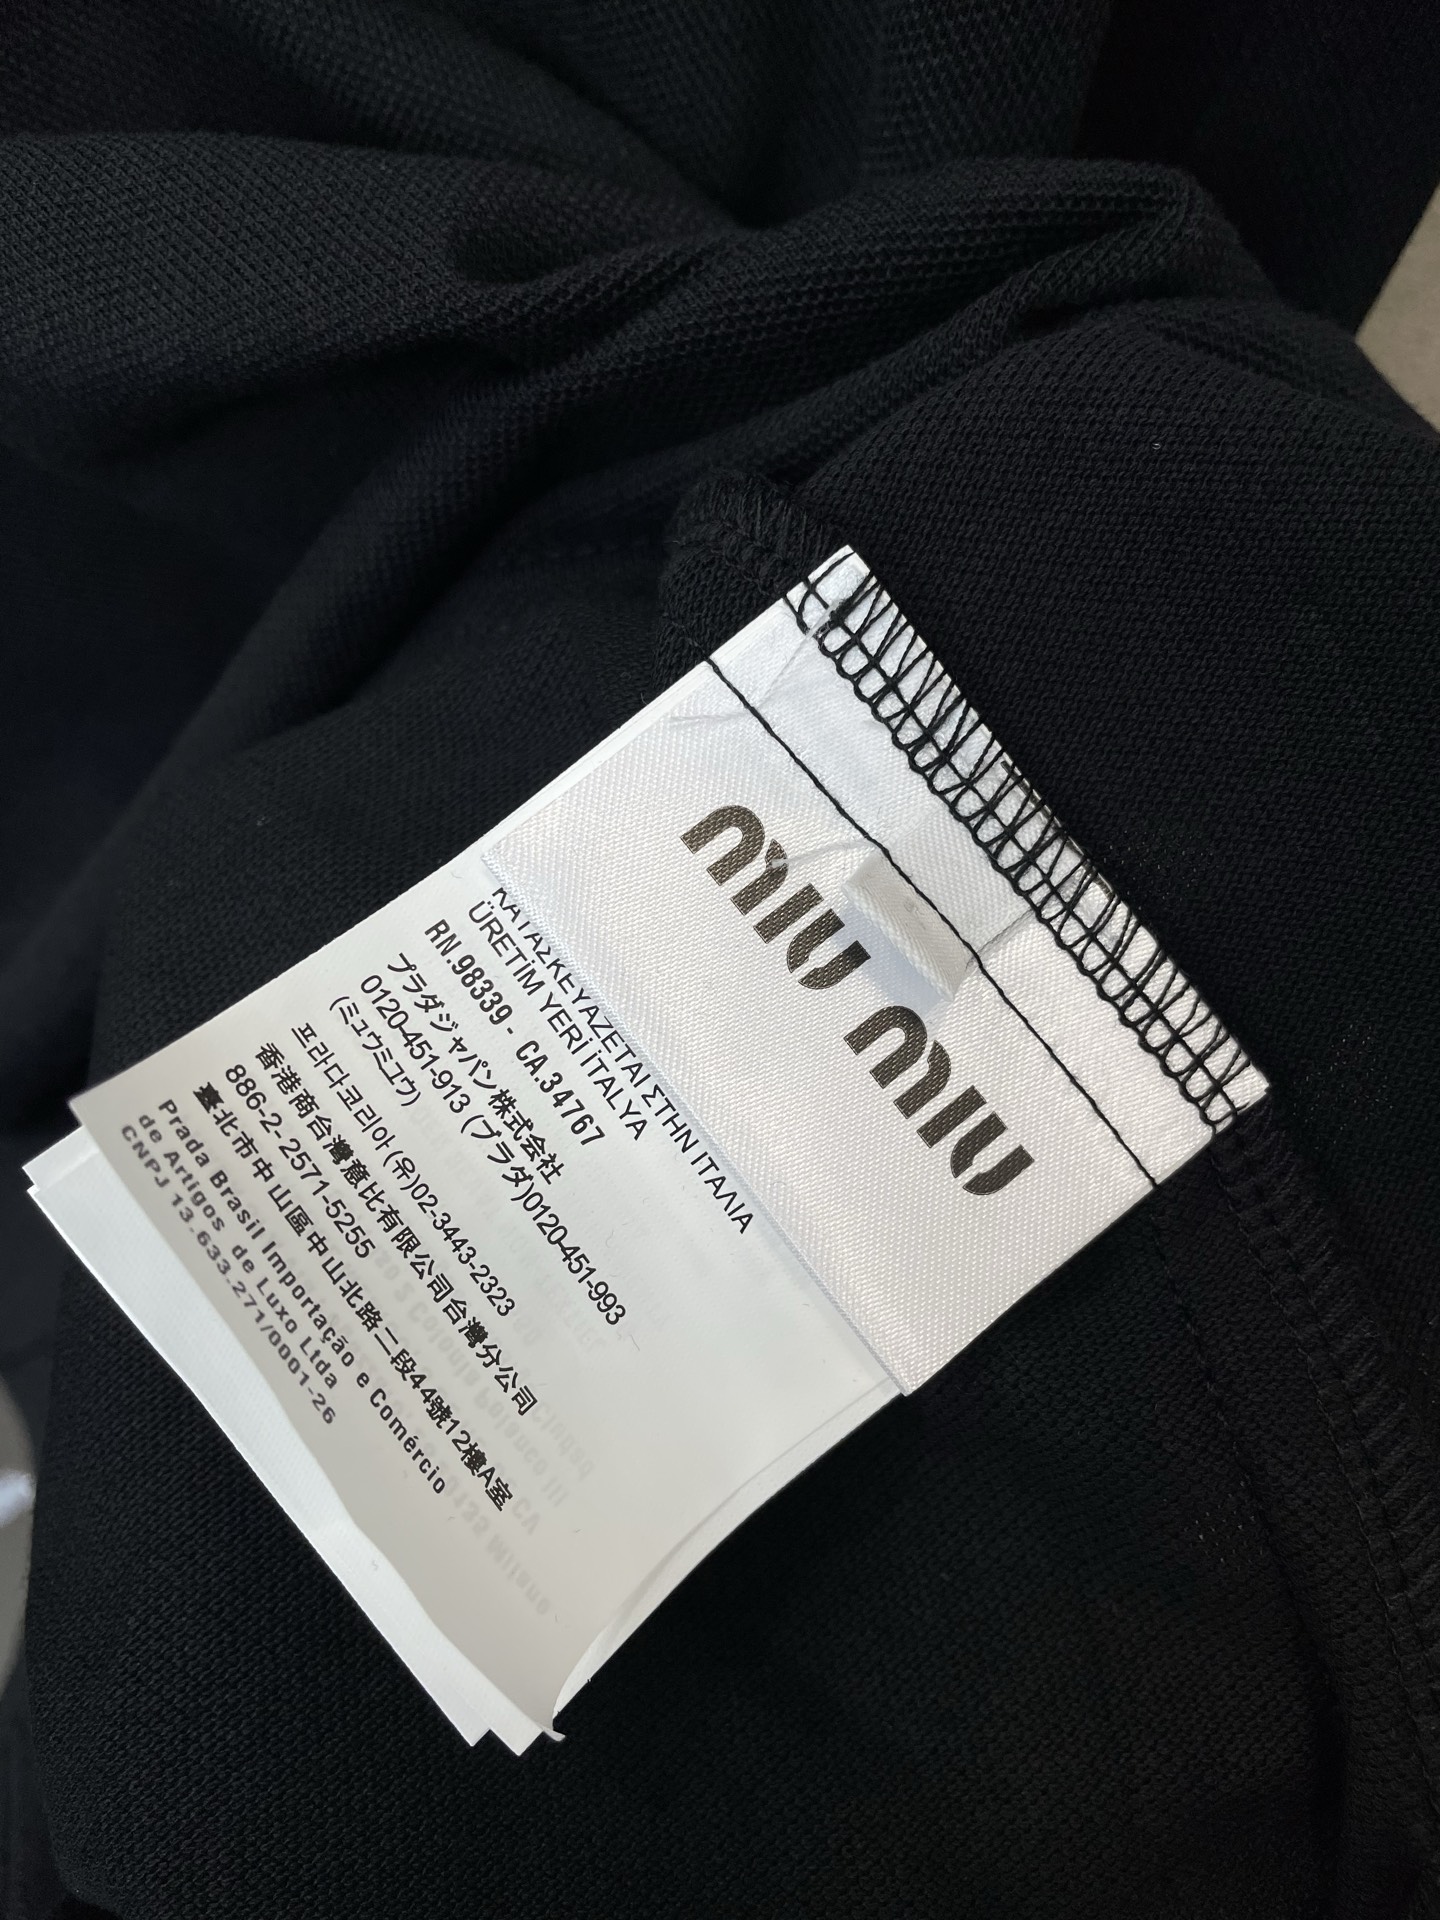 miu miu
ΚΑΤΑΣΚΕΥΑΖΕΤΑΙ ΣΤΗΝ ΙΤΑΛΙΑ
ÜRETİM YERİ İTALYA
RN.98339 - CA.34767
プラダジャパン株式会社
0120-451-913 (プラダ)0120-451-993
(ミュウミュウ)
프라다코리아(유)02-3443-2323
香港商台灣意比有限公司台灣分公司
886-2-2571-5255
臺北市中山區中山北路二段44號12樓A室
Prada Brasil Importação e Comércio
de Artigos de Luxo Ltda
CNPJ 13.633.271/0001-26